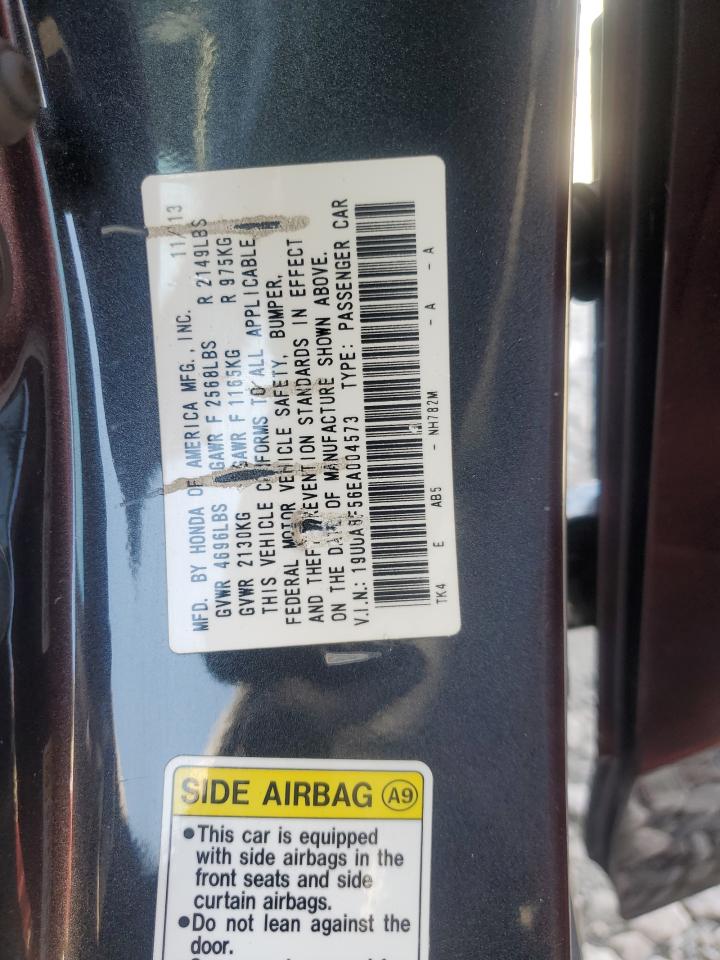 MFD. BY HONDA OF AMERICA MFG., INC. 11/13
GVWR 4696LBS GAWR F 2568LBS R 2149LBS
GVWR 2130KG GAWR F 1165KG R 975KG
THIS VEHICLE CONFORMS TO ALL APPLICABLE
FEDERAL MOTOR VEHICLE SAFETY, BUMPER,
AND THEFT PREVENTION STANDARDS IN EFFECT
ON THE DATE OF MANUFACTURE SHOWN ABOVE.
V.I.N.: TYPE: PASSENGER CAR
TK4 E AB5 - NH782M - A - A
SIDE AIRBAG A9
●This car is equipped
with side airbags in the
front seats and side
curtain airbags.
●Do not lean against the
door.